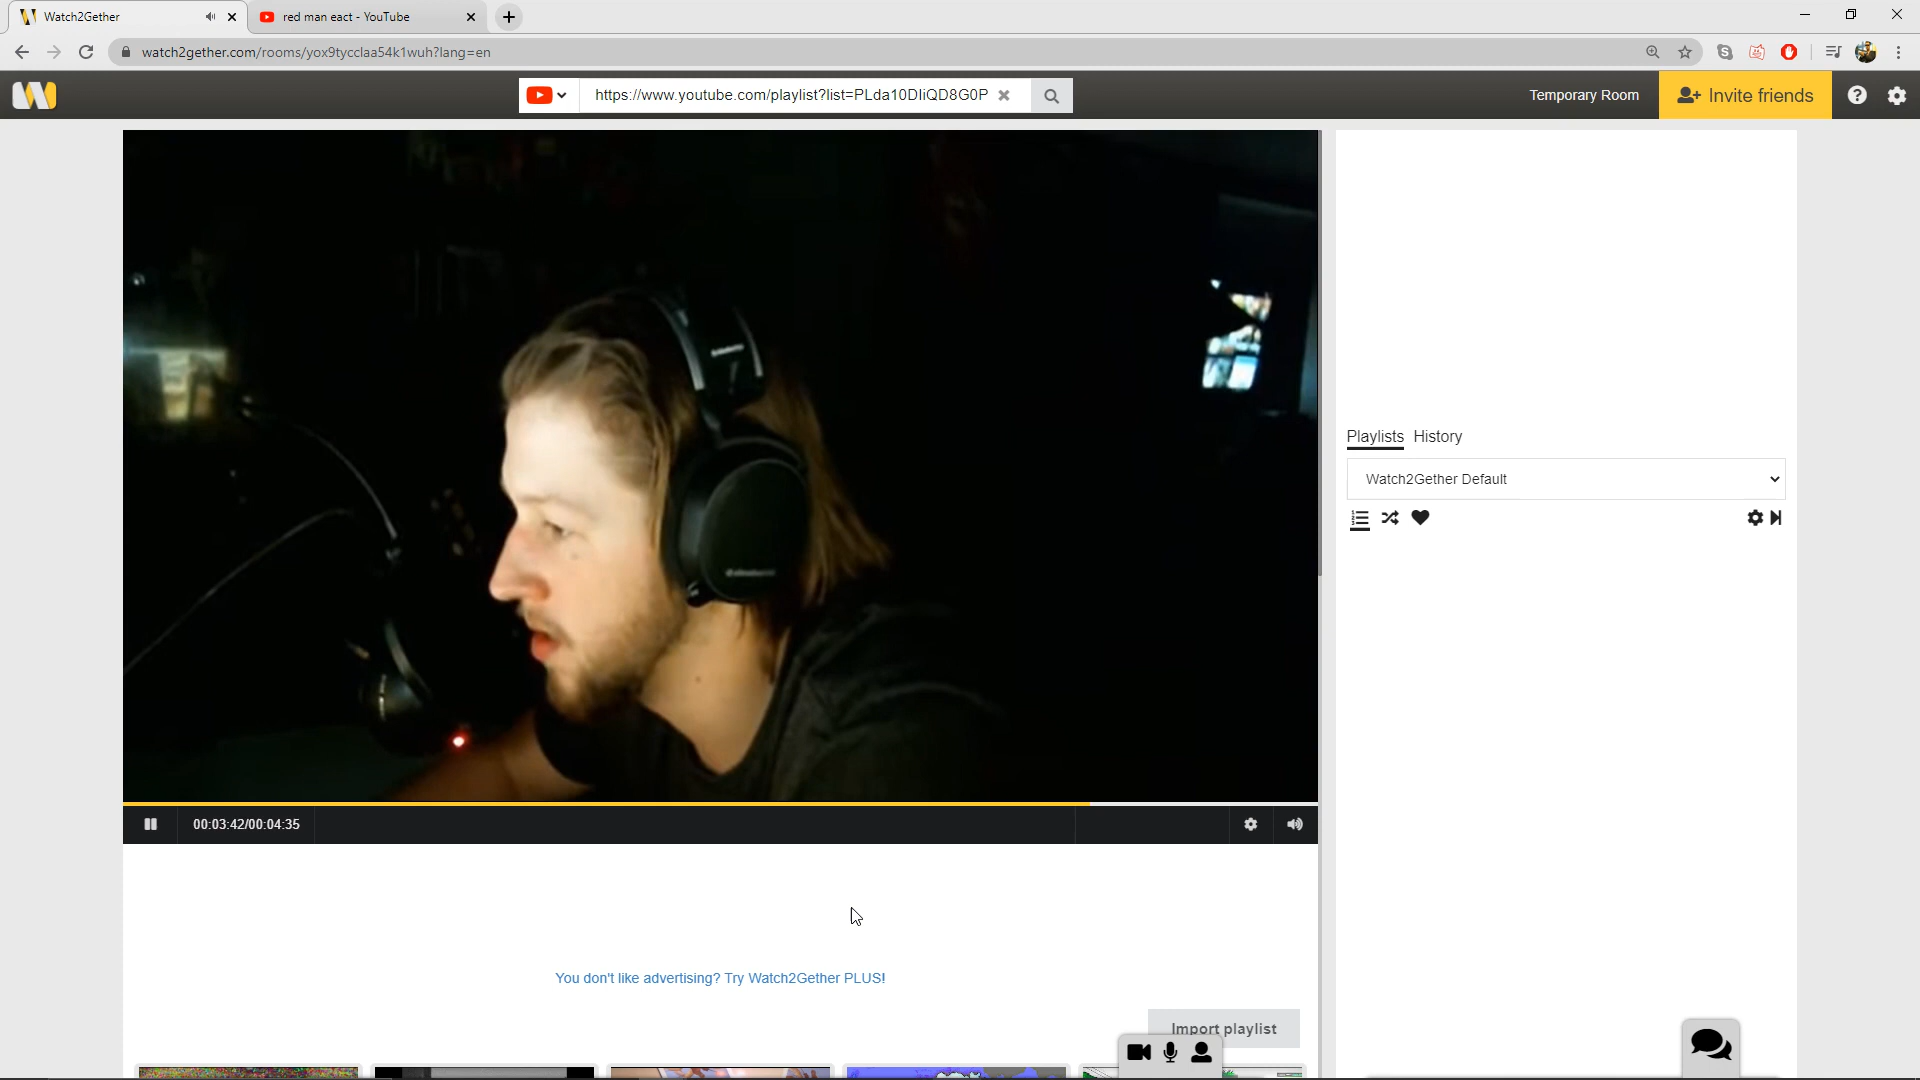 Watch2Gether
red man eact - YouTube
watch2gether.com/rooms/yox9tycclaa54k1wuh?lang=en
https://www.youtube.com/playlist?list=PLda10DIiQD8G0P
Temporary Room
Invite friends
Playlists History
Watch2Gether Default
00:03:42/00:04:35
You don't like advertising? Try Watch2Gether PLUS!
Import playlist